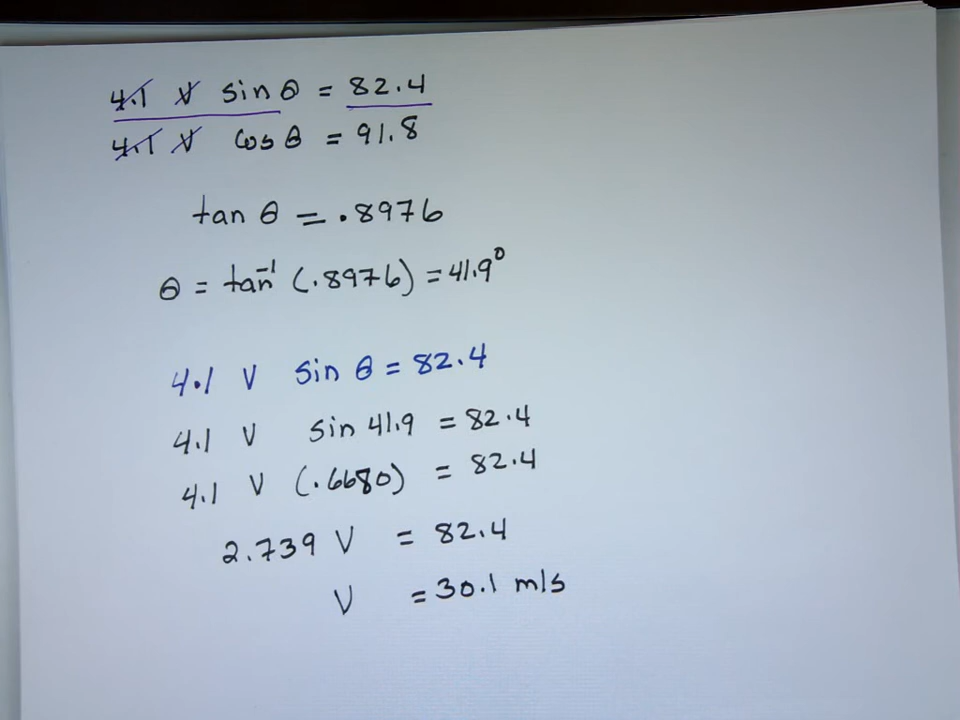 4.1 V sin θ = 82.4
4.1 V cos θ = 91.8
tan θ = .8976
θ = tan⁻¹ (.8976) = 41.9°
4.1 V sin θ = 82.4
4.1 V sin 41.9 = 82.4
4.1 V (.6680) = 82.4
2.739 V = 82.4
V = 30.1 m/s